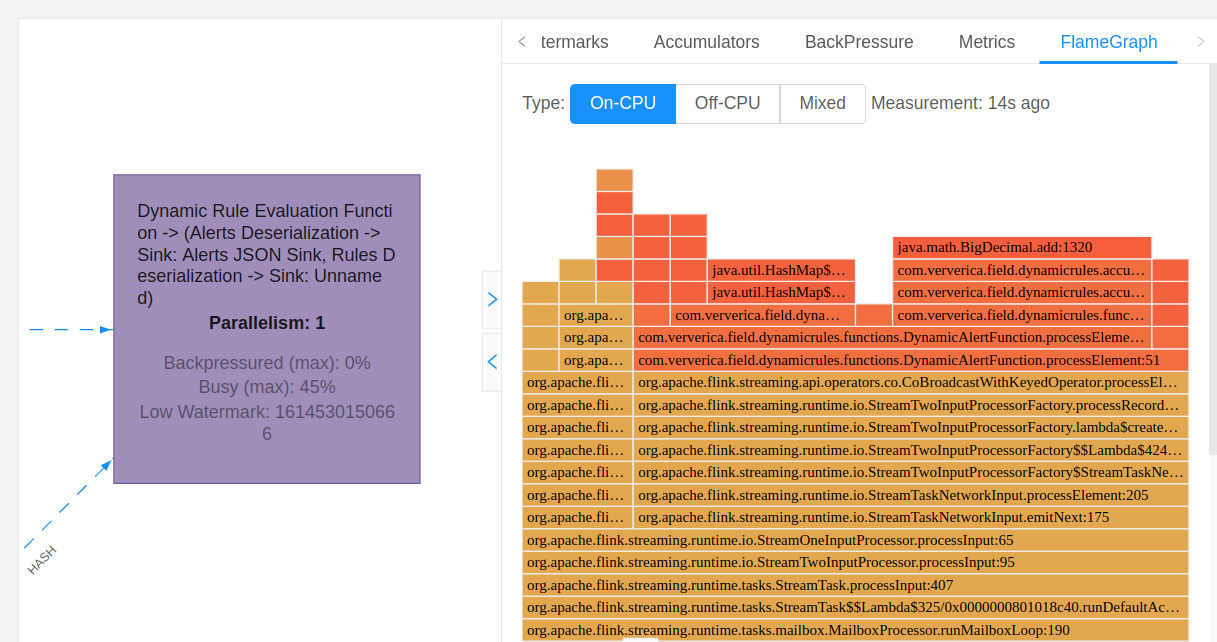 termarks Accumulators BackPressure Metrics FlameGraph
Type: On-CPU Off-CPU Mixed Measurement: 14s ago
Dynamic Rule Evaluation Functi
on -> (Alerts Deserialization ->
Sink: Alerts JSON Sink, Rules D
eserialization -> Sink: Unname
d)
Parallelism: 1
Backpressured (max): 0%
Busy (max): 45%
Low Watermark: 161453015066
6
HASH
java.math.BigDecimal.add:1320
java.util.HashMap$… com.ververica.field.dynamicrules.accu…
java.util.HashMap$… com.ververica.field.dynamicrules.accu…
org.apa… com.ververica.field.dyna… com.ververica.field.dynamicrules.func…
org.apa… com.ververica.field.dynamicrules.functions.DynamicAlertFunction.processEleme…
org.apa… com.ververica.field.dynamicrules.functions.DynamicAlertFunction.processElement:51
org.apache.fli… org.apache.flink.streaming.api.operators.co.CoBroadcastWithKeyedOperator.processEl…
org.apache.fli… org.apache.flink.streaming.runtime.io.StreamTwoInputProcessorFactory.processRecord…
org.apache.fli… org.apache.flink.streaming.runtime.io.StreamTwoInputProcessorFactory.lambda$create…
org.apache.fli… org.apache.flink.streaming.runtime.io.StreamTwoInputProcessorFactory$$Lambda$424…
org.apache.fli… org.apache.flink.streaming.runtime.io.StreamTwoInputProcessorFactory$StreamTaskNe…
org.apache.fli… org.apache.flink.streaming.runtime.io.StreamTaskNetworkInput.processElement:205
org.apache.fli… org.apache.flink.streaming.runtime.io.StreamTaskNetworkInput.emitNext:175
org.apache.flink.streaming.runtime.io.StreamOneInputProcessor.processInput:65
org.apache.flink.streaming.runtime.io.StreamTwoInputProcessor.processInput:95
org.apache.flink.streaming.runtime.tasks.StreamTask.processInput:407
org.apache.flink.streaming.runtime.tasks.StreamTask$$Lambda$325/0x0000000801018c40.runDefaultAc…
org.apache.flink.streaming.runtime.tasks.mailbox.MailboxProcessor.runMailboxLoop:190